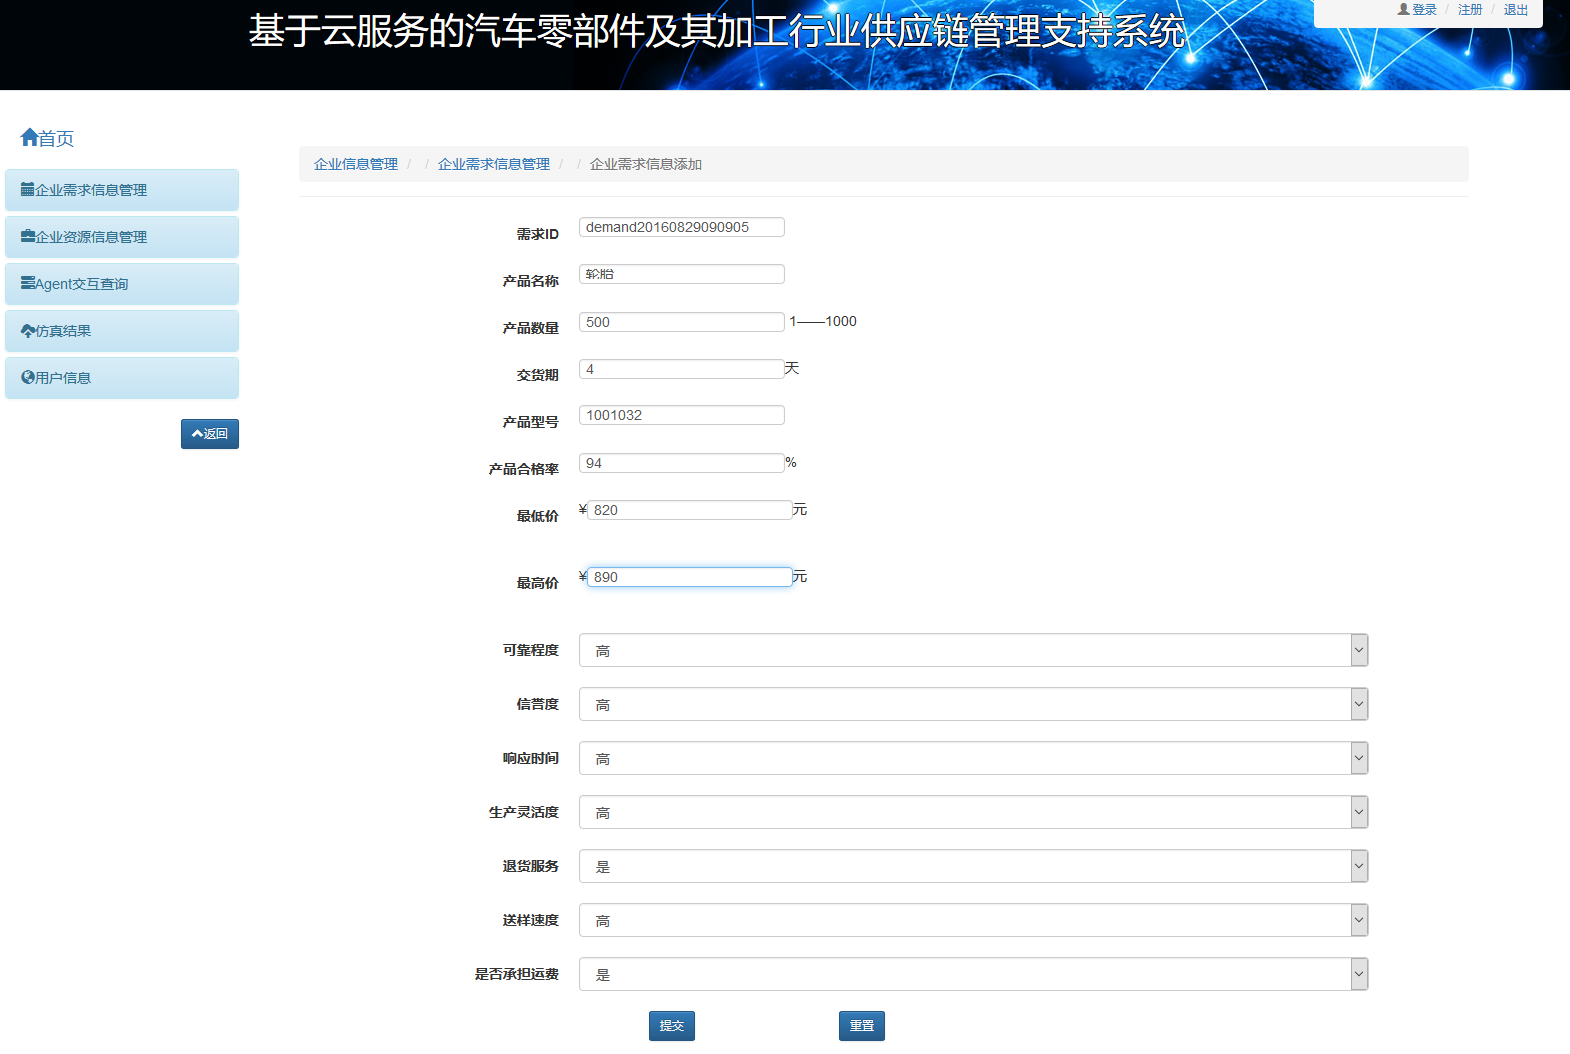 基于云服务的汽车零部件及其加工行业供应链管理支持系统
登录 / 注册 / 退出
首页
企业需求信息管理
企业资源信息管理
Agent交互查询
仿真结果
用户信息
返回
企业信息管理 / / 企业需求信息管理 / / 企业需求信息添加
需求ID demand20160829090905
产品名称 轮胎
产品数量 500 1——1000
交货期 4 天
产品型号 1001032
产品合格率 94 %
最低价 ¥ 820 元
最高价 ¥ 890 元
可靠程度 高
信誉度 高
响应时间 高
生产灵活度 高
退货服务 是
送样速度 高
是否承担运费 是
提交 重置